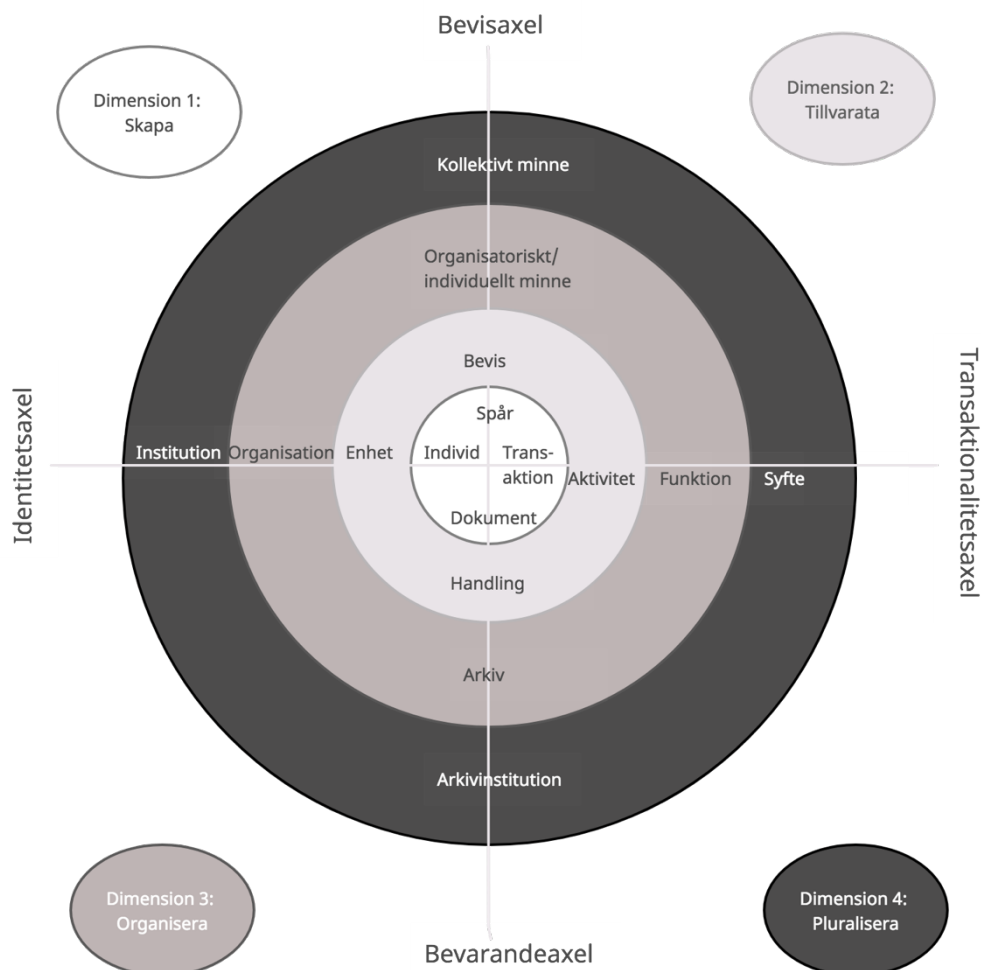 Bevisaxel
Dimension 1:
Skapa
Dimension 2:
Tillvarata
Kollektivt minne
Organisatoriskt/
individuellt minne
Bevis
Spår
Identitetsaxel
Institution
Organisation
Enhet
Individ
Trans-
aktion
Aktivitet
Funktion
Syfte
Transaktionalitetsaxel
Dokument
Handling
Arkiv
Arkivinstitution
Dimension 3:
Organisera
Dimension 4:
Pluralisera
Bevarandeaxel